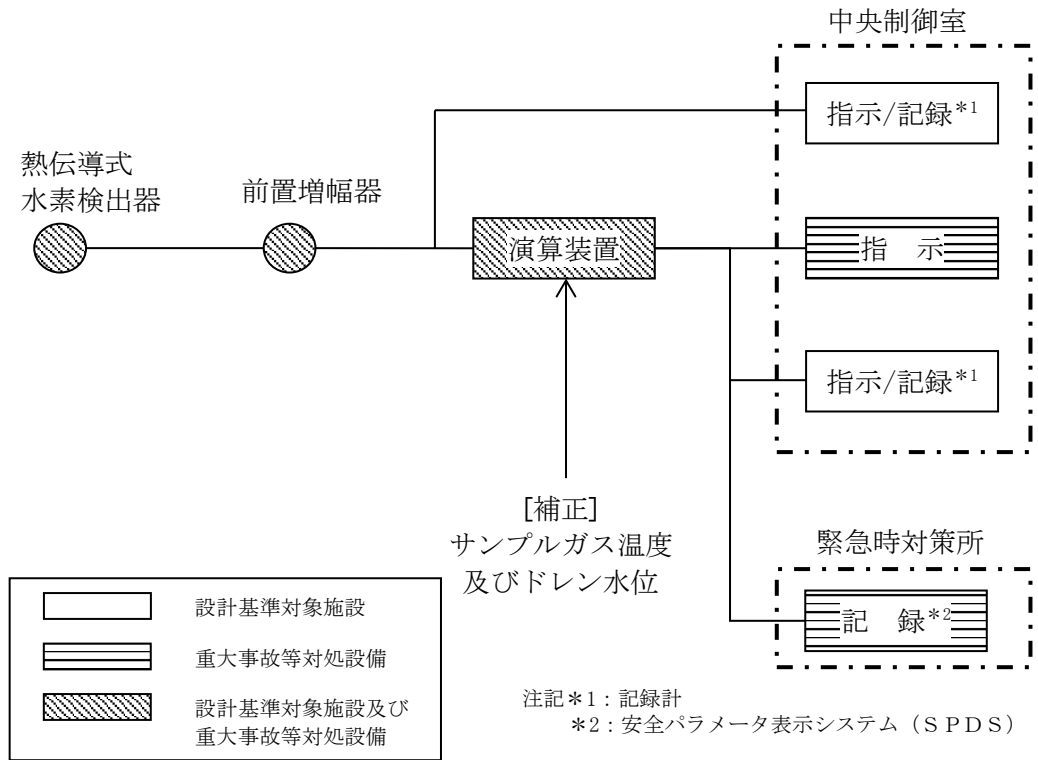 中央制御室
指示/記録*1
熱伝導式
水素検出器
前置増幅器
演算装置
指　示
指示/記録*1
[補正]
サンプルガス温度
及びドレン水位
緊急時対策所
記　録*2
設計基準対象施設
重大事故等対処設備
設計基準対象施設及び
重大事故等対処設備
注記*1：記録計
*2：安全パラメータ表示システム（ＳＰＤＳ）